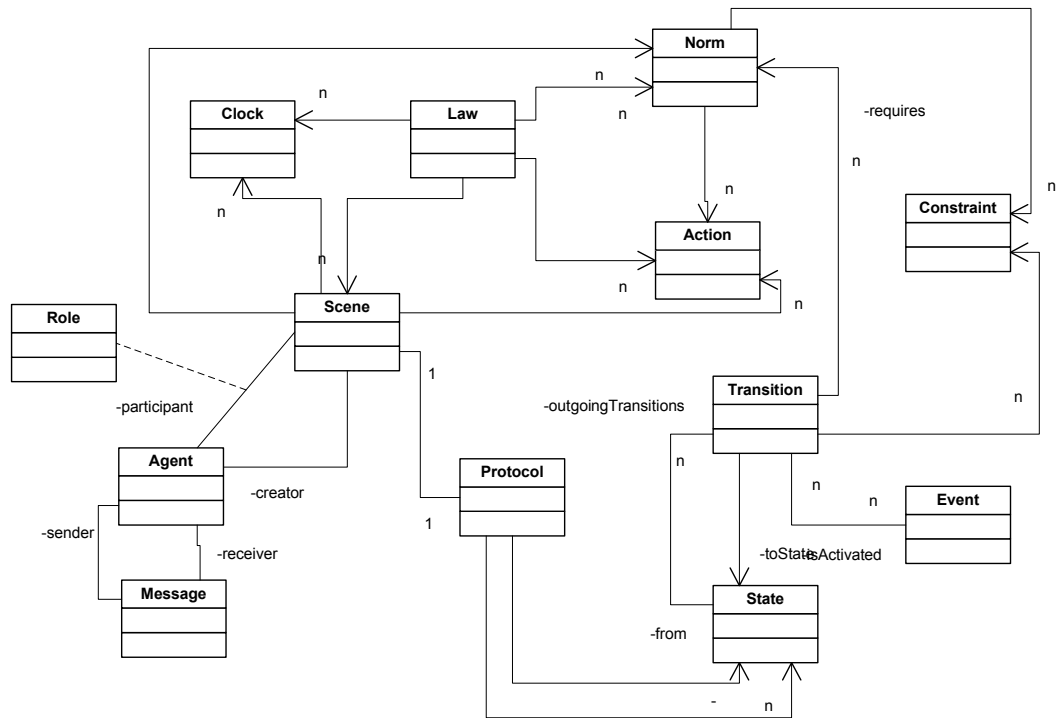 Norm
n
n
n
Clock
Law
n
-requires
n
n
n
n
Constraint
Action
n
n
n
Scene
Role
1
-participant
-outgoingTransitions
Transition
n
Agent
-creator
Protocol
n
n
n
Event
-sender
1
-receiver
-toState
-isActivated
Message
State
-from
-
n